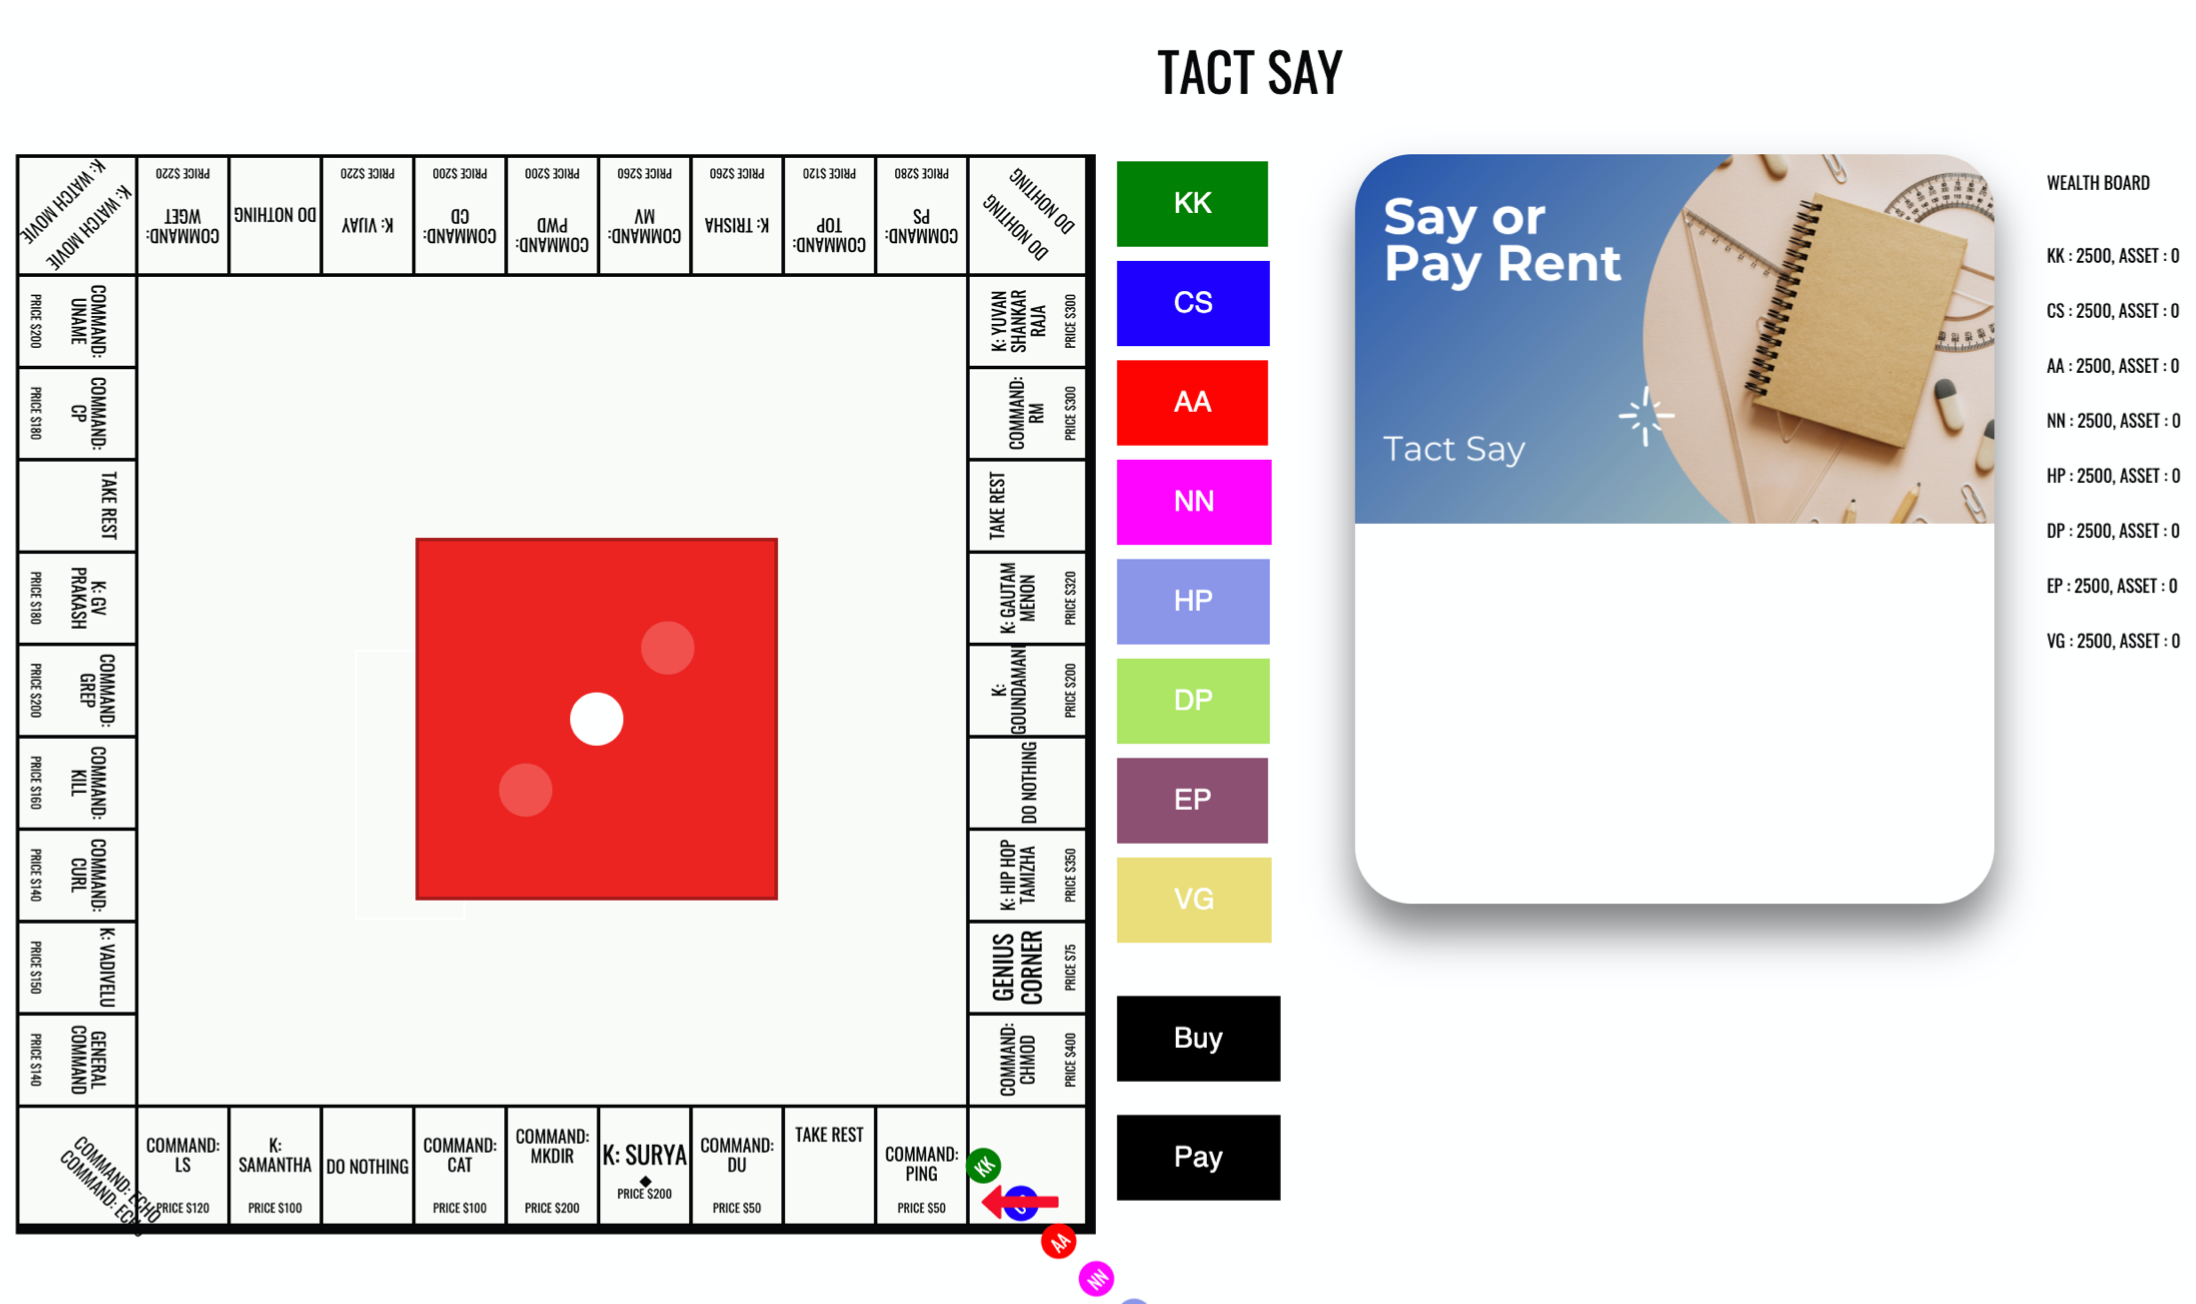 TACT SAY
K: WATCH MOVIE
K: WATCH MOVIE
COMMAND:
WGET
PRICE $220
DO NOTHING
K: VIJAY
PRICE $220
COMMAND:
CD
PRICE $200
COMMAND:
PWD
PRICE $200
COMMAND:
MV
PRICE $260
K: TRISHA
PRICE $260
COMMAND:
TOP
PRICE $120
COMMAND:
PS
PRICE $280
DO NOHTING
DO NOHTING
COMMAND:
UNAME
PRICE $200
COMMAND:
CP
PRICE $180
TAKE REST
K: GV
PRAKASH
PRICE $180
COMMAND:
GREP
PRICE $200
COMMAND:
KILL
PRICE $160
COMMAND:
CURL
PRICE $140
K: VADIVELU
PRICE $150
GENERAL
COMMAND
PRICE $140
K: YUVAN
SHANKAR
RAJA
PRICE $300
COMMAND:
RM
PRICE $300
TAKE REST
K: GAUTAM
MENON
PRICE $320
K:
GOUNDAMANI
PRICE $200
DO NOTHING
K: HIP HOP
TAMIZHA
PRICE $350
GENIUS
CORNER
PRICE $75
COMMAND:
CHMOD
PRICE $400
COMMAND: ECHO
COMMAND: ECH
COMMAND:
LS
PRICE $120
K:
SAMANTHA
PRICE $100
DO NOTHING
COMMAND:
CAT
PRICE $100
COMMAND:
MKDIR
PRICE $200
K: SURYA
PRICE $200
COMMAND:
DU
PRICE $50
TAKE REST
COMMAND:
PING
PRICE $50
KK
AA
NN
KK
CS
AA
NN
HP
DP
EP
VG
Buy
Pay
Say or
Pay Rent
Tact Say
WEALTH BOARD
KK : 2500, ASSET : 0
CS : 2500, ASSET : 0
AA : 2500, ASSET : 0
NN : 2500, ASSET : 0
HP : 2500, ASSET : 0
DP : 2500, ASSET : 0
EP : 2500, ASSET : 0
VG : 2500, ASSET : 0